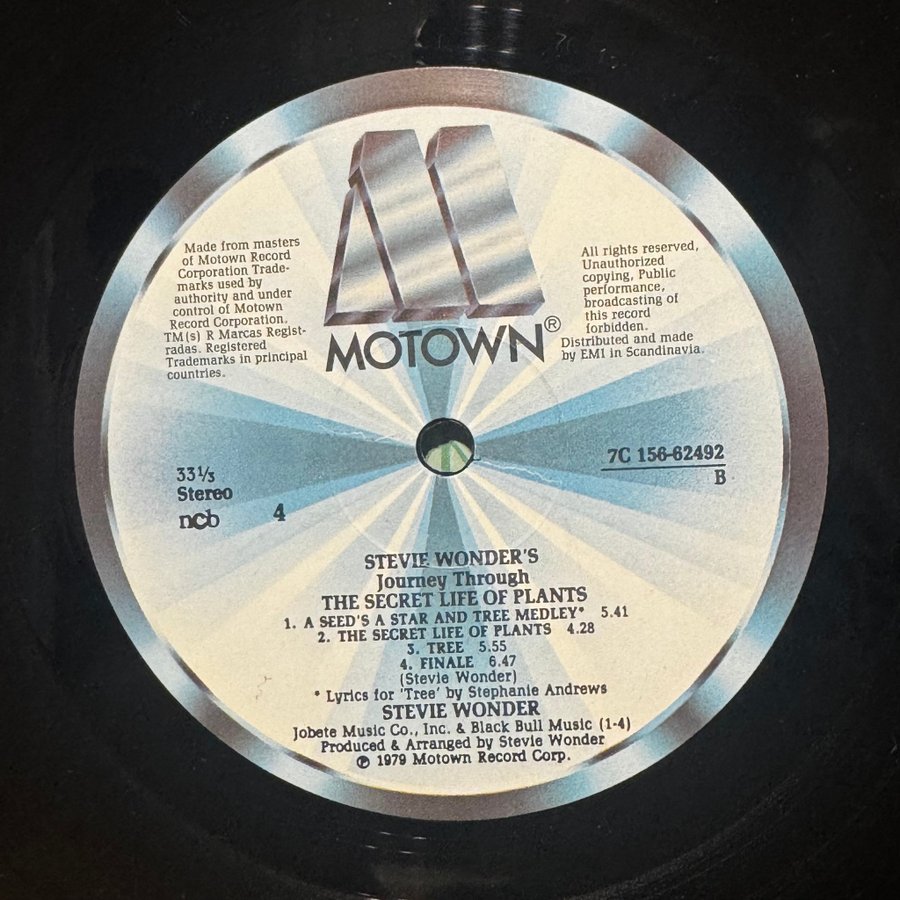 MOTOWN®
Made from masters
of Motown Record
Corporation Trade-
marks used by
authority and under
control of Motown
Record Corporation.
TM(s) R Marcas Regist-
radas. Registered
Trademarks in principal
countries.
All rights reserved,
Unauthorized
copying, Public
performance,
broadcasting of
this record
forbidden.
Distributed and made
by EMI in Scandinavia.
33⅓
Stereo
ncb 4
7C 156-62492
B
STEVIE WONDER'S
Journey Through
THE SECRET LIFE OF PLANTS
1. A SEED'S A STAR AND TREE MEDLEY* 5.41
2. THE SECRET LIFE OF PLANTS 4.28
3. TREE 5.55
4. FINALE 6.47
(Stevie Wonder)
* Lyrics for 'Tree' by Stephanie Andrews
STEVIE WONDER
Jobete Music Co., Inc. & Black Bull Music (1-4)
Produced & Arranged by Stevie Wonder
℗ 1979 Motown Record Corp.